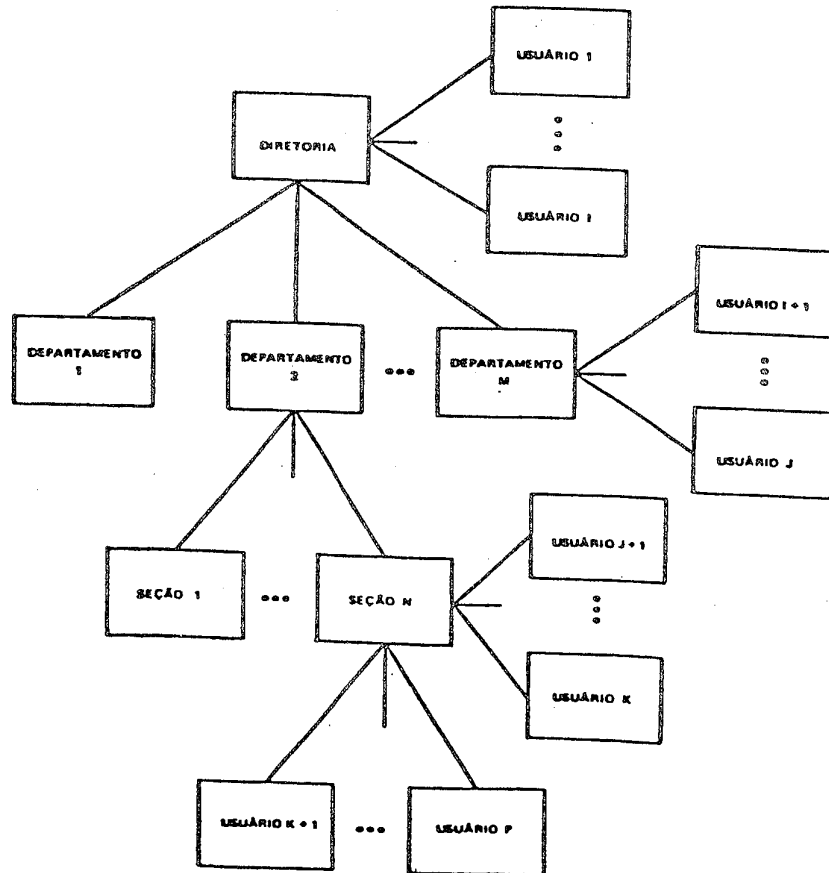 USUÁRIO 1
DIRETORIA
USUÁRIO I
USUÁRIO I + 1
DEPARTAMENTO
1
DEPARTAMENTO
2
DEPARTAMENTO
M
USUÁRIO J
USUÁRIO J + 1
SEÇÃO 1
SEÇÃO N
USUÁRIO K
USUÁRIO K + 1
USUÁRIO P